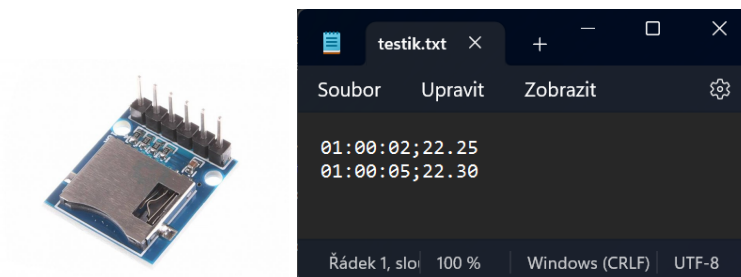 testik.txt
Soubor Upravit Zobrazit
01:00:02;22.25
01:00:05;22.30
Řádek 1, 100 % Windows (CRLF) UTF-8